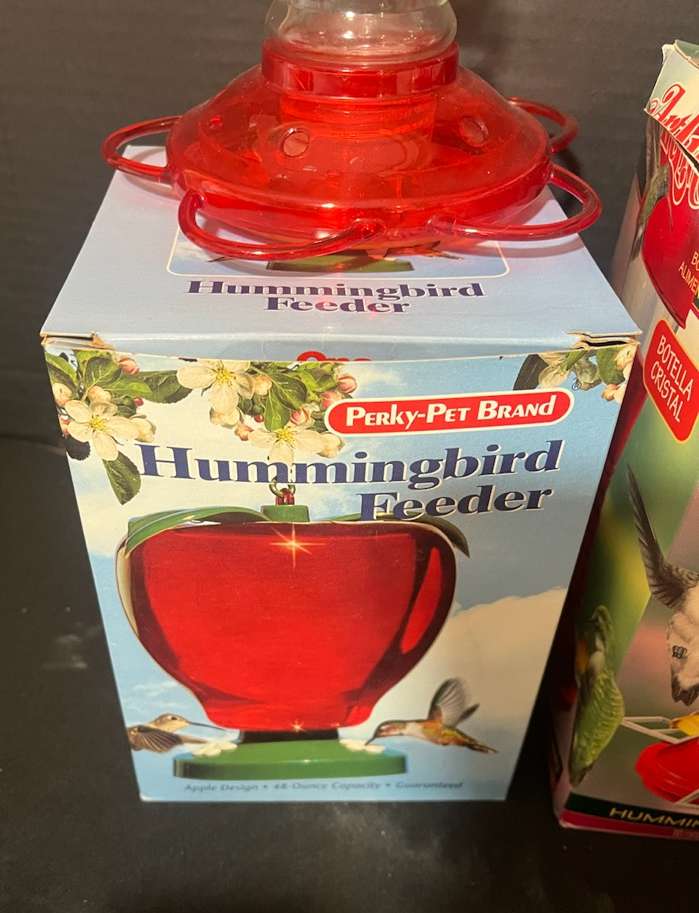 Hummingbird
Feeder
PERKY-PET BRAND
Hummingbird
Feeder
Apple Design • 48-Ounce Capacity • Guaranteed
BOTELLA
CRISTAL